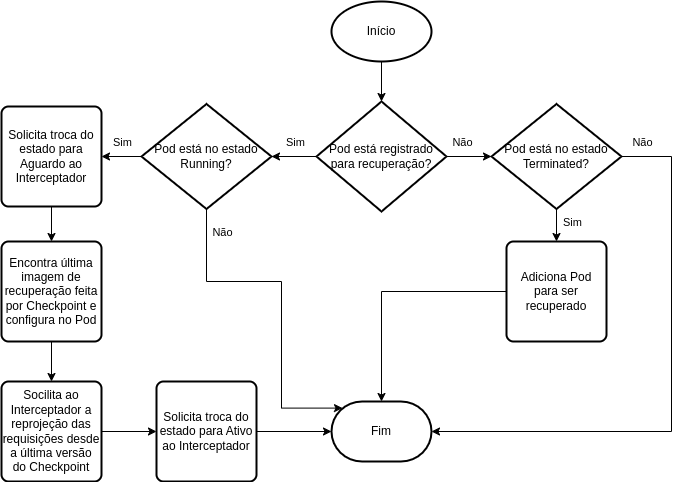 Início
Solicita troca do
estado para
Aguardo ao
Interceptador
Sim
Pod está no estado
Running?
Sim
Pod está registrado
para recuperação?
Não
Pod está no estado
Terminated?
Não
Não
Sim
Encontra última
imagem de
recuperação feita
por Checkpoint e
configura no Pod
Adiciona Pod
para ser
recuperado
Socilita ao
Interceptador a
reprojeção das
requisições desde
a última versão
do Checkpoint
Solicita troca do
estado para Ativo
ao Interceptador
Fim